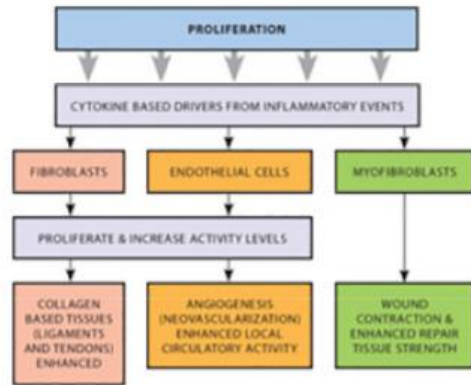 PROLIFERATION
CYTOKINE BASED DRIVERS FROM INFLAMMATORY EVENTS
FIBROBLASTS
ENDOTHELIAL CELLS
MYOFIBROBLASTS
PROLIFERATE & INCREASE ACTIVITY LEVELS
COLLAGEN
BASED TISSUES
(LIGAMENTS
AND TENDONS)
ENHANCED
ANGIOGENESIS
(NEOVASCULARIZATION)
ENHANCED LOCAL
CIRCULATORY ACTIVITY
WOUND
CONTRACTION &
ENHANCED REPAIR
TISSUE STRENGTH